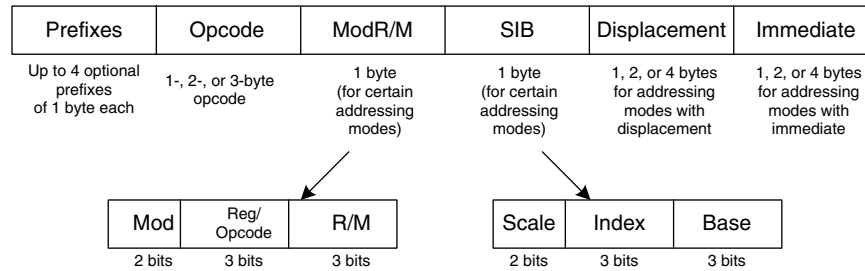 Prefixes Opcode ModR/M SIB Displacement Immediate
Up to 4 optional
prefixes
of 1 byte each
1-, 2-, or 3-byte
opcode
1 byte
(for certain
addressing
modes)
1 byte
(for certain
addressing
modes)
1, 2, or 4 bytes
for addressing
modes with
displacement
1, 2, or 4 bytes
for addressing
modes with
immediate
Mod
Reg/
Opcode
R/M
2 bits 3 bits 3 bits
Scale Index Base
2 bits 3 bits 3 bits